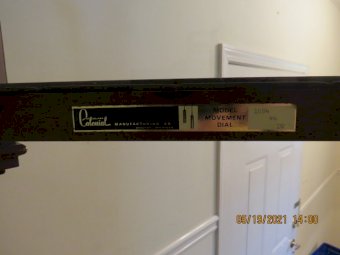 Colonial
MANUFACTURING CO.
MODEL
MOVEMENT
DIAL
05/19/2021 14:00